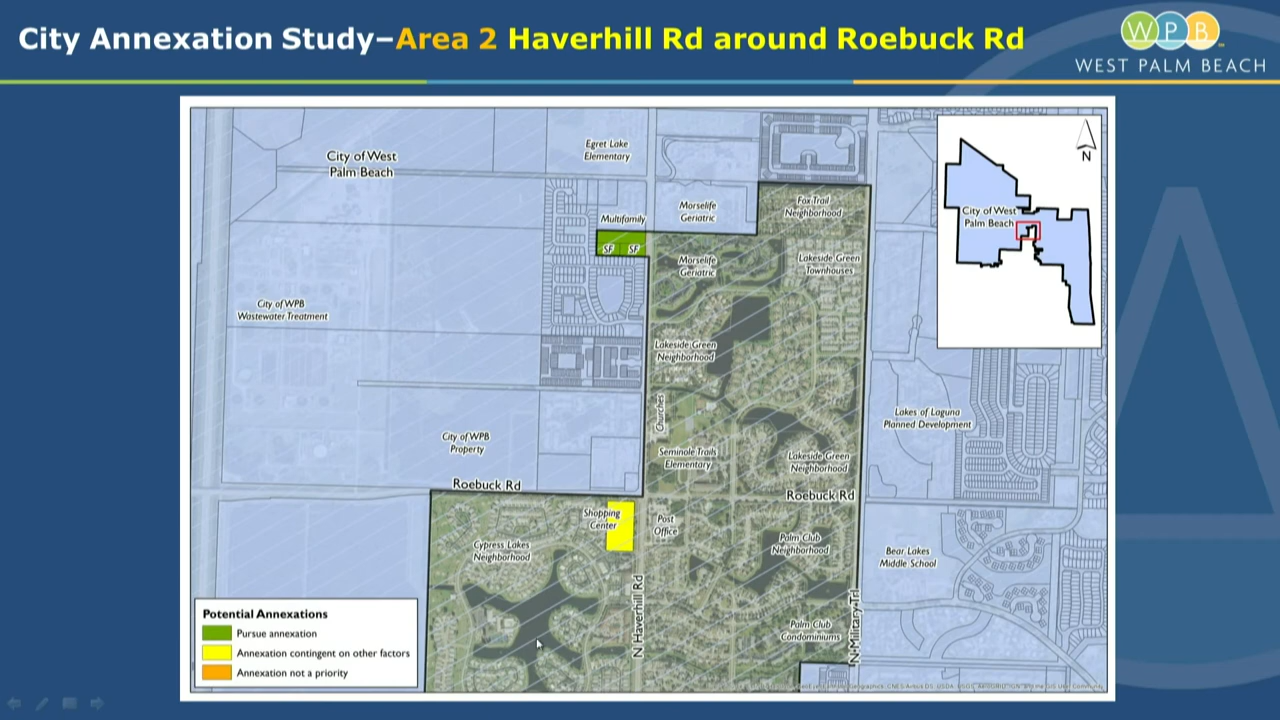 City Annexation Study–Area 2 Haverhill Rd around Roebuck Rd
WPB
WEST PALM BEACH
City of West
Palm Beach
Egret Lake
Elementary
Multifamily
Morselife
Geriatric
Fox Trail
Neighborhood
SF SF
Morselife
Geriatric
Lakeside Green
Townhouses
N
City of West
Palm Beach
City of WPB
Wastewater Treatment
Lakeside Green
Neighborhood
Churches
Lakes of Laguna
Planned Development
City of WPB
Property
Seminole Trails
Elementary
Lakeside Green
Neighborhood
Roebuck Rd
Roebuck Rd
Shopping
Center
Post
Office
Cypress Lakes
Neighborhood
Palm Club
Neighborhood
Bear Lakes
Middle School
N Haverhill Rd
N Military Trl
Palm Club
Condominiums
Potential Annexations
Pursue annexation
Annexation contingent on other factors
Annexation not a priority